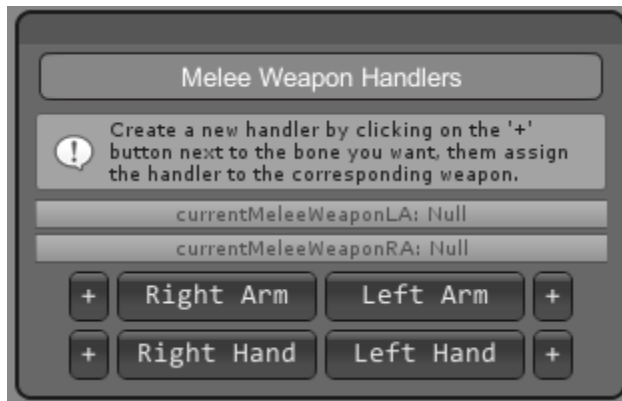 Melee Weapon Handlers
Create a new handler by clicking on the '+'
button next to the bone you want, them assign
the handler to the corresponding weapon.
currentMeleeWeaponLA: Null
currentMeleeWeaponRA: Null
+ Right Arm Left Arm +
+ Right Hand Left Hand +